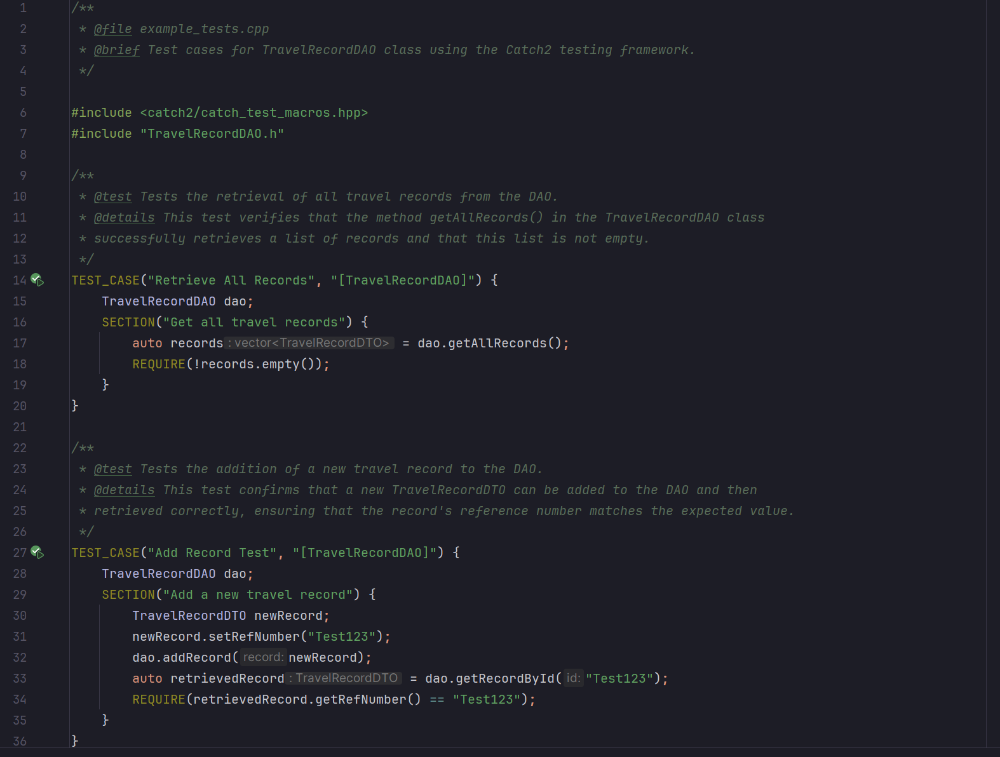 1 /**
2  * @file example_tests.cpp
3  * @brief Test cases for TravelRecordDAO class using the Catch2 testing framework.
4  */
5
6 #include <catch2/catch_test_macros.hpp>
7 #include "TravelRecordDAO.h"
8
9 /**
10  * @test Tests the retrieval of all travel records from the DAO.
11  * @details This test verifies that the method getAllRecords() in the TravelRecordDAO class
12  * successfully retrieves a list of records and that this list is not empty.
13  */
14 TEST_CASE("Retrieve All Records", "[TravelRecordDAO]") {
15     TravelRecordDAO dao;
16     SECTION("Get all travel records") {
17         auto records : vector<TravelRecordDTO> = dao.getAllRecords();
18         REQUIRE(!records.empty());
19     }
20 }
21
22 /**
23  * @test Tests the addition of a new travel record to the DAO.
24  * @details This test confirms that a new TravelRecordDTO can be added to the DAO and then
25  * retrieved correctly, ensuring that the record's reference number matches the expected value.
26  */
27 TEST_CASE("Add Record Test", "[TravelRecordDAO]") {
28     TravelRecordDAO dao;
29     SECTION("Add a new travel record") {
30         TravelRecordDTO newRecord;
31         newRecord.setRefNumber("Test123");
32         dao.addRecord( record: newRecord);
33         auto retrievedRecord : TravelRecordDTO = dao.getRecordById( id: "Test123");
34         REQUIRE(retrievedRecord.getRefNumber() == "Test123");
35     }
36 }